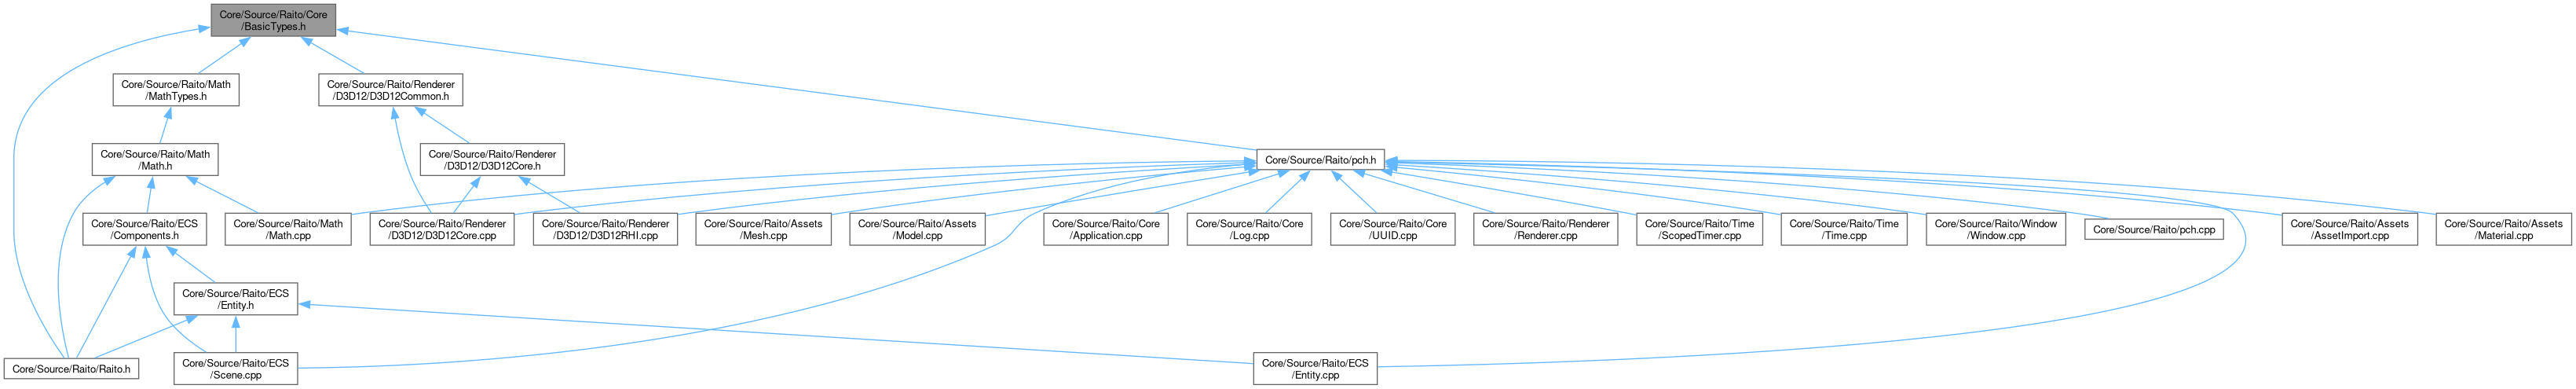 Core/Source/Raito/Core
/BasicTypes.h
Core/Source/Raito/Math
/MathTypes.h
Core/Source/Raito/Renderer
/D3D12/D3D12Common.h
Core/Source/Raito/Math
/Math.h
Core/Source/Raito/Renderer
/D3D12/D3D12Core.h
Core/Source/Raito/pch.h
Core/Source/Raito/ECS
/Components.h
Core/Source/Raito/Math
/Math.cpp
Core/Source/Raito/Renderer
/D3D12/D3D12Core.cpp
Core/Source/Raito/Renderer
/D3D12/D3D12RHI.cpp
Core/Source/Raito/Assets
/Mesh.cpp
Core/Source/Raito/Assets
/Model.cpp
Core/Source/Raito/Core
/Application.cpp
Core/Source/Raito/Core
/Log.cpp
Core/Source/Raito/Core
/UUID.cpp
Core/Source/Raito/Renderer
/Renderer.cpp
Core/Source/Raito/Time
/ScopedTimer.cpp
Core/Source/Raito/Time
/Time.cpp
Core/Source/Raito/Window
/Window.cpp
Core/Source/Raito/pch.cpp
Core/Source/Raito/Assets
/AssetImport.cpp
Core/Source/Raito/Assets
/Material.cpp
Core/Source/Raito/ECS
/Entity.h
Core/Source/Raito/Raito.h
Core/Source/Raito/ECS
/Scene.cpp
Core/Source/Raito/ECS
/Entity.cpp